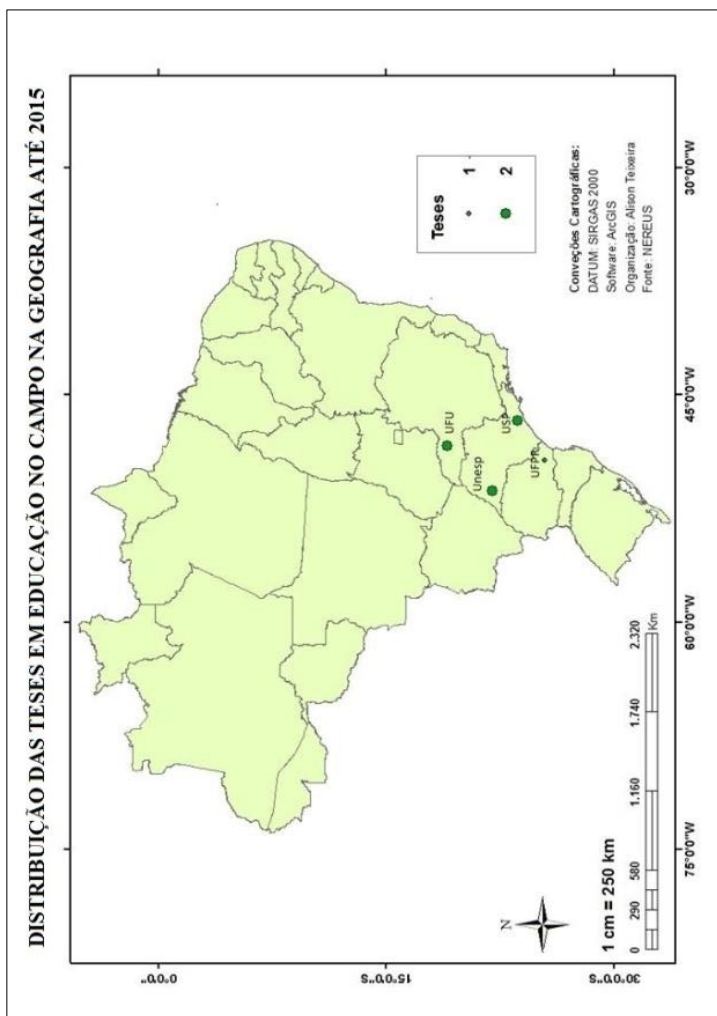 DISTRIBUIÇÃO DAS TESES EM EDUCAÇÃO NO CAMPO NA GEOGRAFIA ATÉ 2015
0°0'0"
15°0'0"S
30°0'0"S
UFU
Unesp
USP
UFPR
Teses
1
2
Conveções Cartográficas:
DATUM: SIRGAS 2000
Software: ArcGIS
Organização: Alison Teixeira
Fonte: NEREUS
N
1 cm = 250 km
0 290 580 1.160 1.740 2.320
Km
75°0'0"W 60°0'0"W 45°0'0"W 30°0'0"W